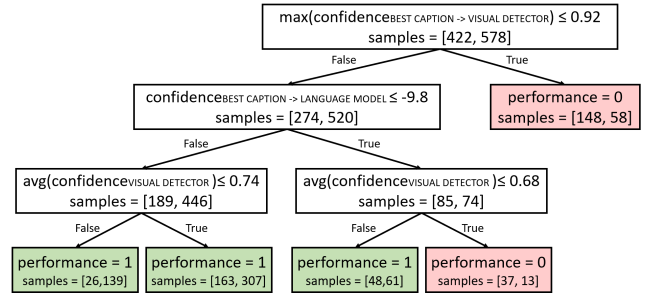 max(confidenceBEST CAPTION -> VISUAL DETECTOR) ≤ 0.92
samples = [422, 578]
False
True
confidenceBEST CAPTION -> LANGUAGE MODEL ≤ -9.8
samples = [274, 520]
performance = 0
samples = [148, 58]
False
True
avg(confidenceVISUAL DETECTOR )≤ 0.74
samples = [189, 446]
avg(confidenceVISUAL DETECTOR )≤ 0.68
samples = [85, 74]
False
True
False
True
performance = 1
samples = [26,139]
performance = 1
samples = [163, 307]
performance = 1
samples = [48,61]
performance = 0
samples = [37, 13]